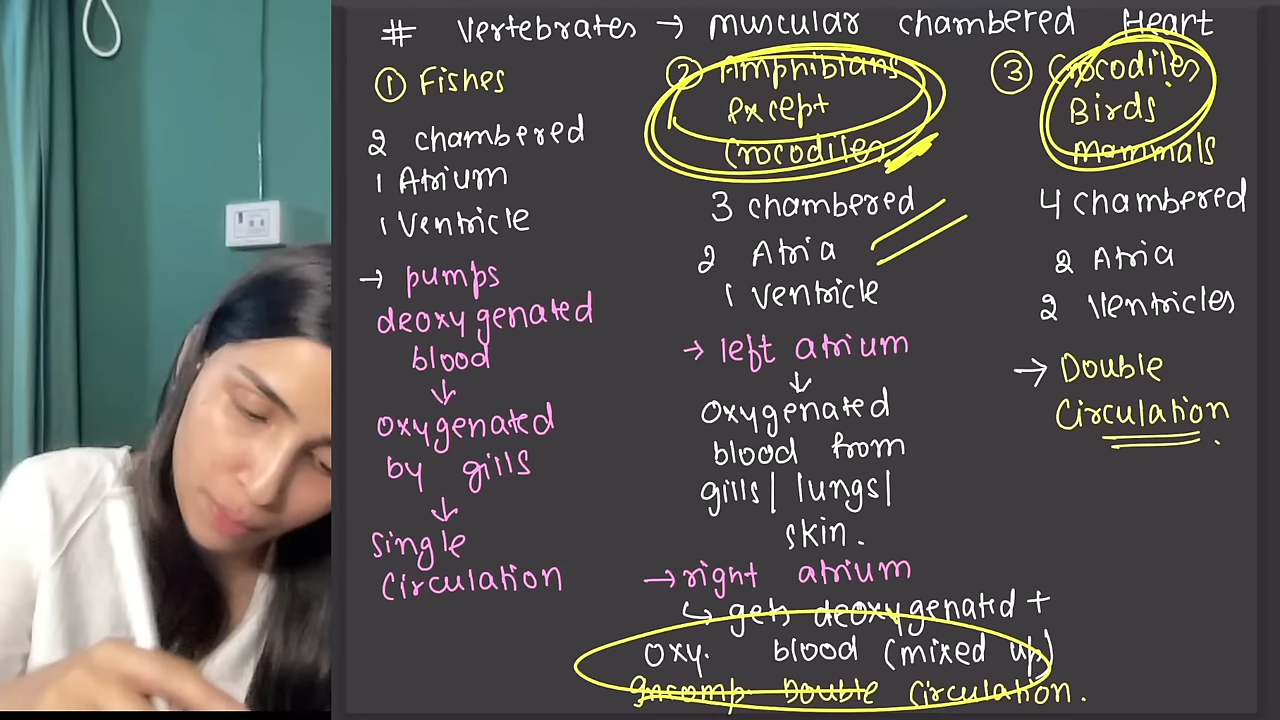 # Vertebrates → muscular chambered Heart
① Fishes
2 chambered
1 Atrium
1 Ventricle
→ pumps
deoxygenated
blood
↓
oxygenated
by gills
↓
single
circulation
② Amphibians
except
Crocodiles
3 chambered
2 Atria
1 ventricle
→ left atrium
↓
oxygenated
blood from
gills| lungs|
skin.
→ right atrium
↳ gets deoxygenated +
oxy. blood (mixed up)
Incomp. Double circulation.
③ Crocodiles
Birds
Mammals
4 chambered
2 Atria
2 Ventricles
→ Double
Circulation.